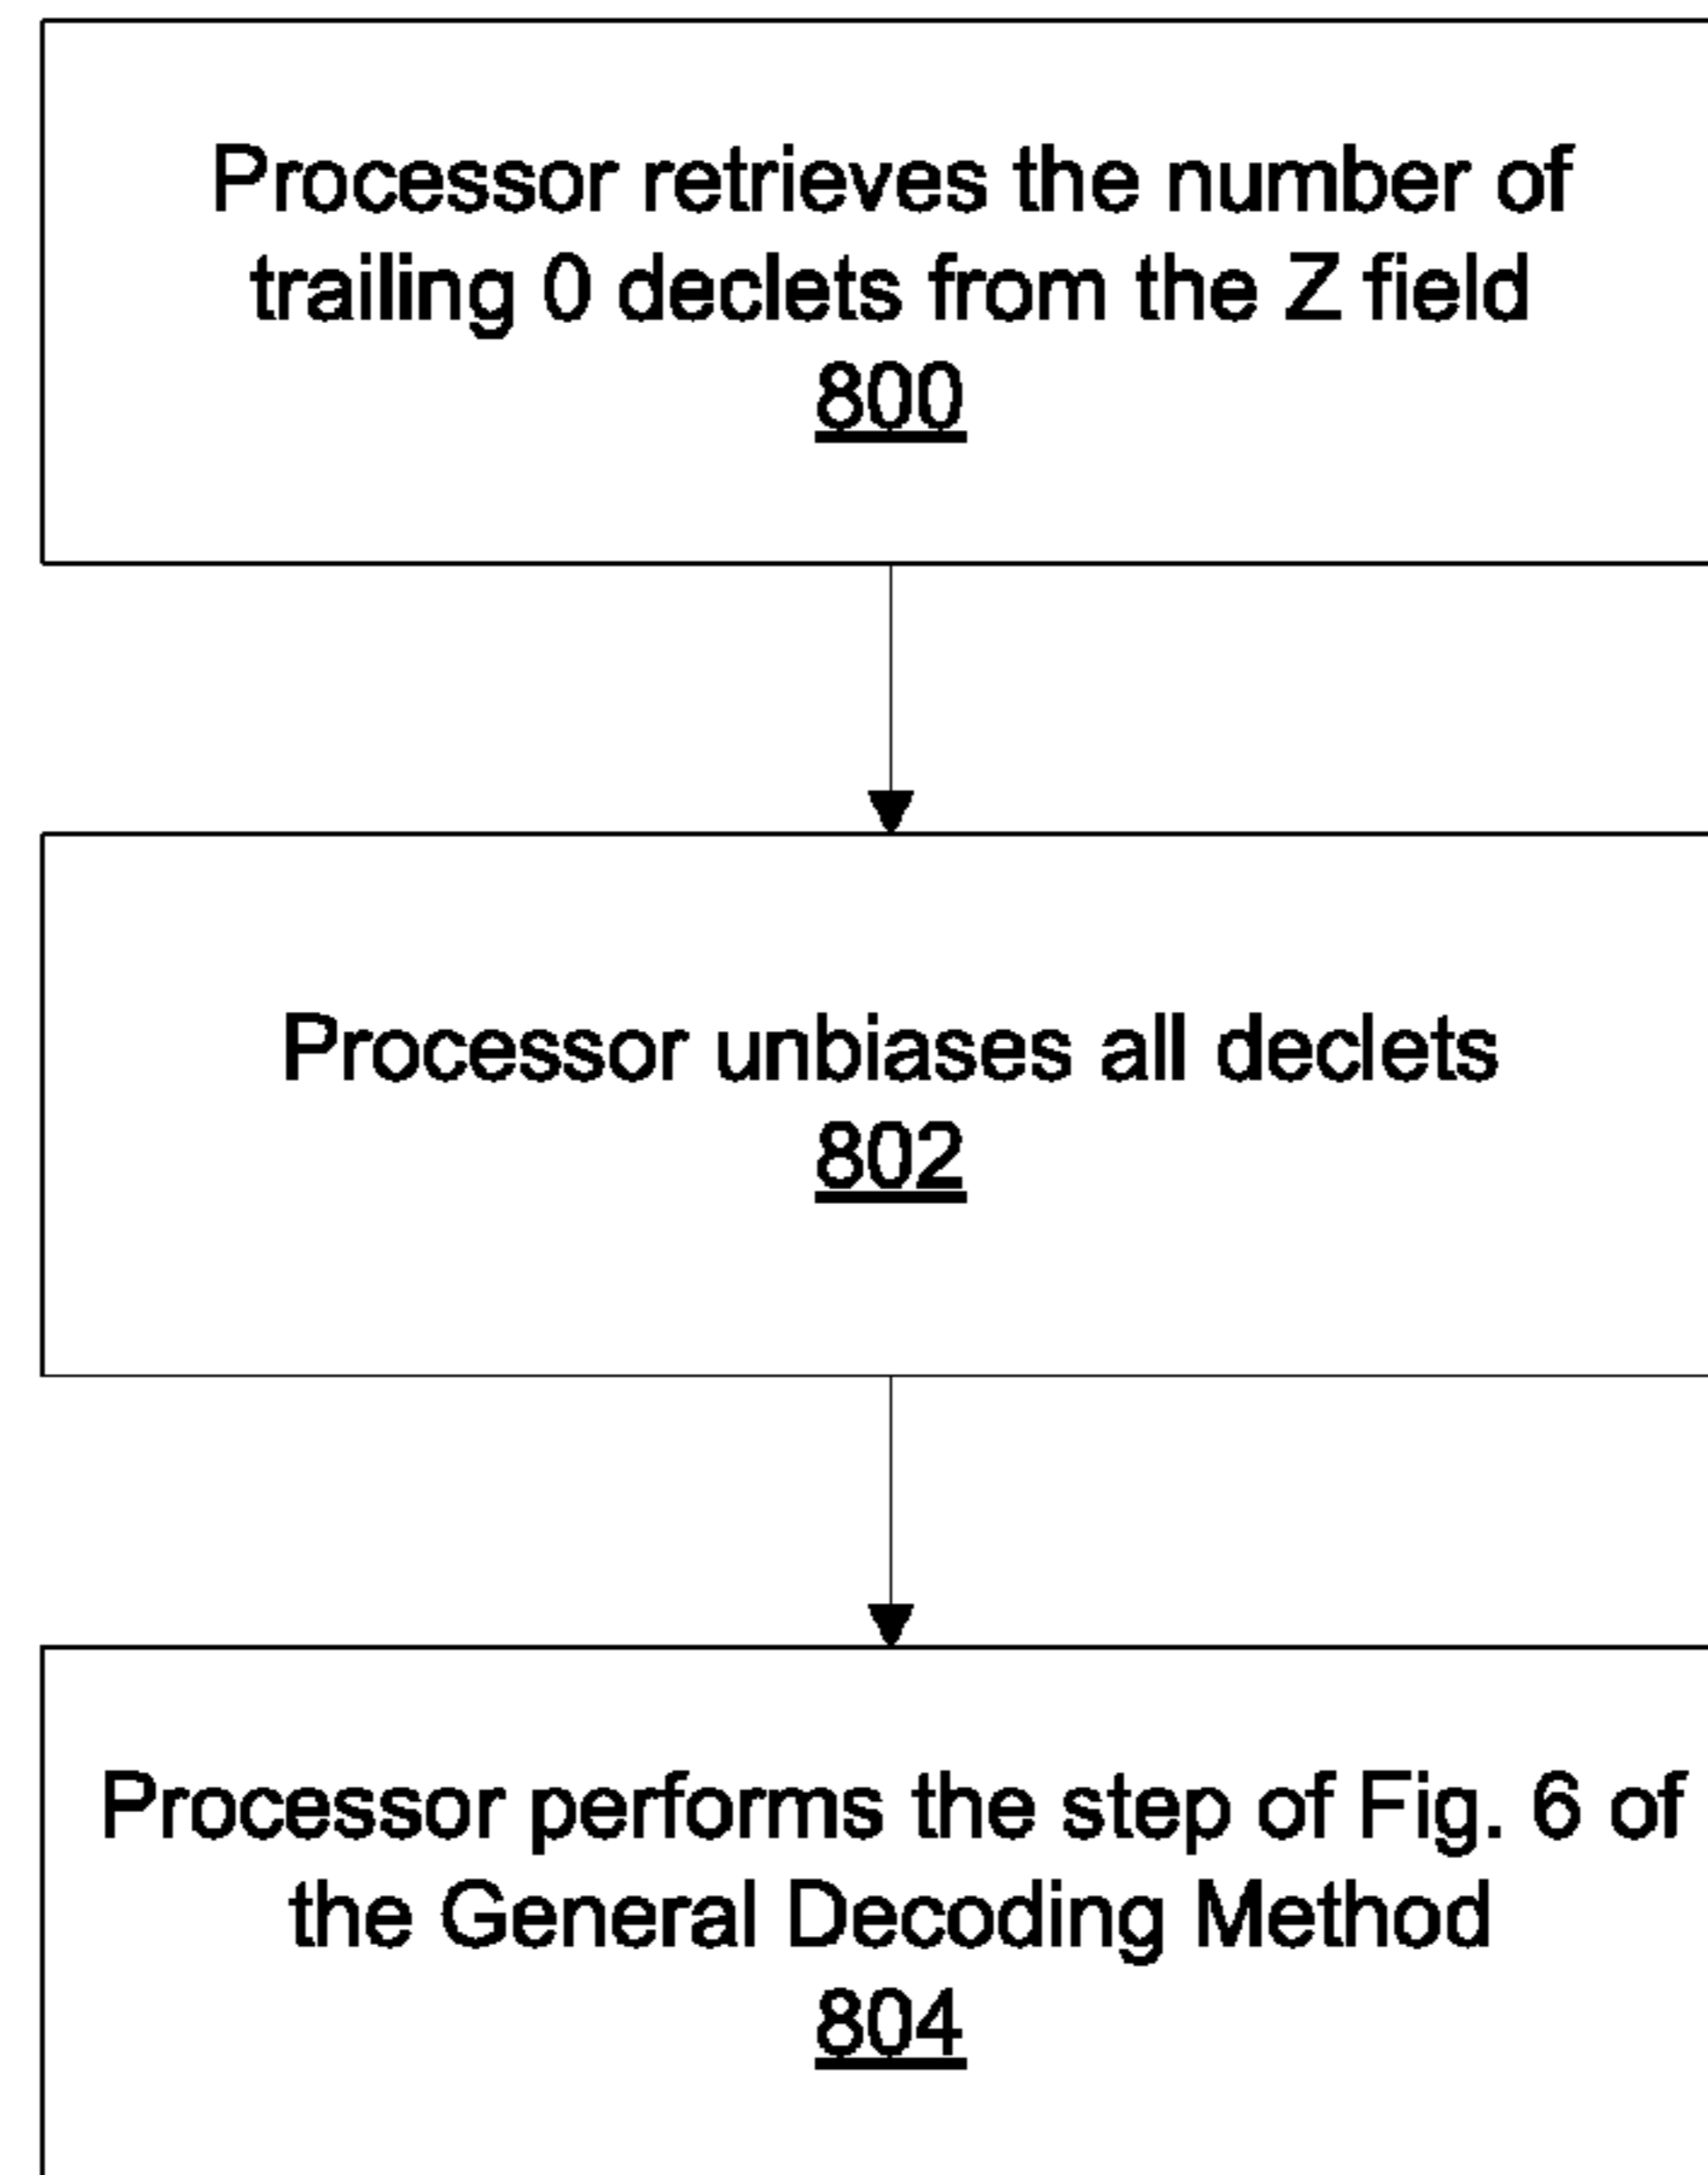 Processor retrieves the number of
trailing 0 declets from the Z field
800
Processor unbiases all declets
802
Processor performs the step of Fig. 6 of
the General Decoding Method
804